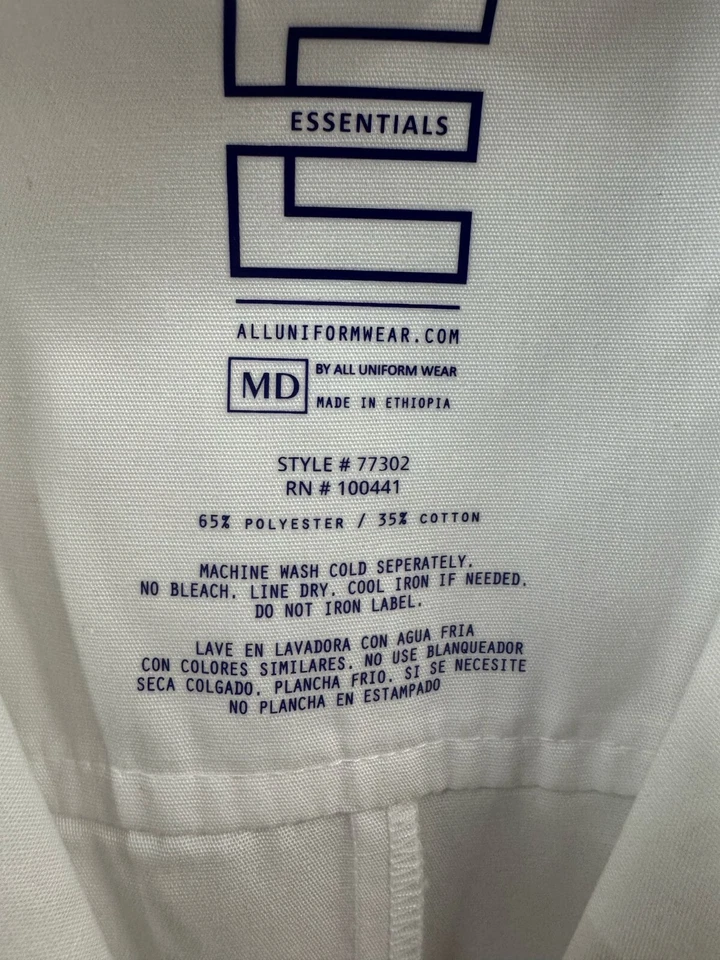 ESSENTIALS
ALLUNIFORMWEAR.COM
MD BY ALL UNIFORM WEAR
MADE IN ETHIOPIA
STYLE # 77302
RN # 100441
65% POLYESTER / 35% COTTON
MACHINE WASH COLD SEPERATELY.
NO BLEACH. LINE DRY. COOL IRON IF NEEDED.
DO NOT IRON LABEL.
LAVE EN LAVADORA CON AGUA FRIA
CON COLORES SIMILARES. NO USE BLANQUEADOR
SECA COLGADO. PLANCHA FRIO. SI SE NECESITE
NO PLANCHA EN ESTAMPADO